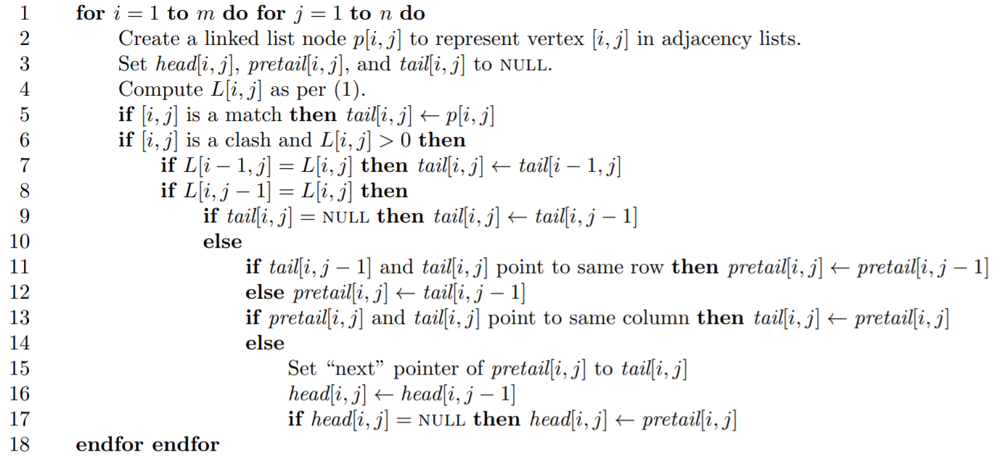 1 for i = 1 to m do for j = 1 to n do
2 Create a linked list node p[i, j] to represent vertex [i, j] in adjacency lists.
3 Set head[i, j], pretail[i, j], and tail[i, j] to NULL.
4 Compute L[i, j] as per (1).
5 if [i, j] is a match then tail[i, j] ← p[i, j]
6 if [i, j] is a clash and L[i, j] > 0 then
7 if L[i − 1, j] = L[i, j] then tail[i, j] ← tail[i − 1, j]
8 if L[i, j − 1] = L[i, j] then
9 if tail[i, j] = NULL then tail[i, j] ← tail[i, j − 1]
10 else
11 if tail[i, j − 1] and tail[i, j] point to same row then pretail[i, j] ← pretail[i, j − 1]
12 else pretail[i, j] ← tail[i, j − 1]
13 if pretail[i, j] and tail[i, j] point to same column then tail[i, j] ← pretail[i, j]
14 else
15 Set “next” pointer of pretail[i, j] to tail[i, j]
16 head[i, j] ← head[i, j − 1]
17 if head[i, j] = NULL then head[i, j] ← pretail[i, j]
18 endfor endfor